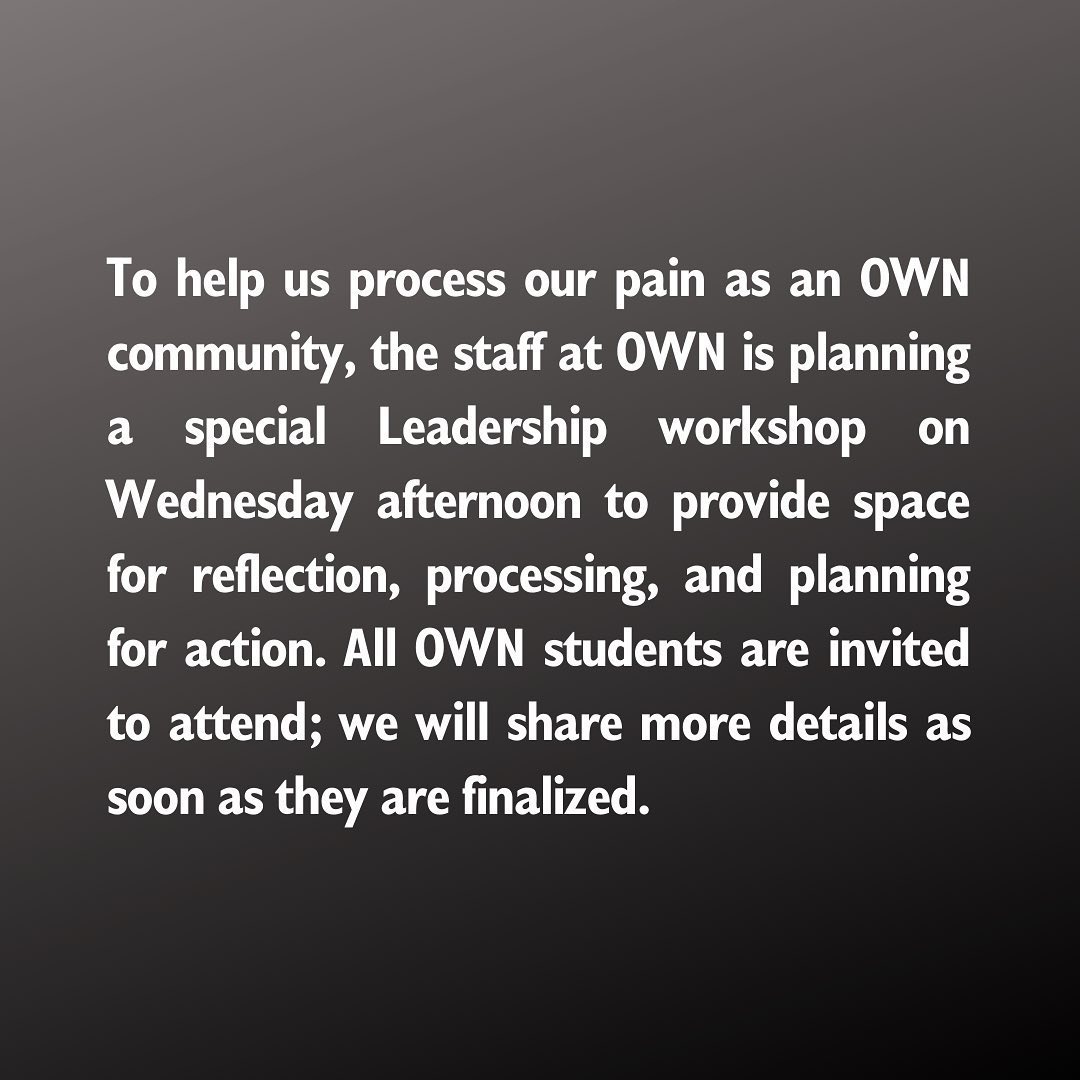 To help us process our pain as an OWN
community, the staff at OWN is planning
a special Leadership workshop on
Wednesday afternoon to provide space
for reflection, processing, and planning
for action. All OWN students are invited
to attend; we will share more details as
soon as they are finalized.